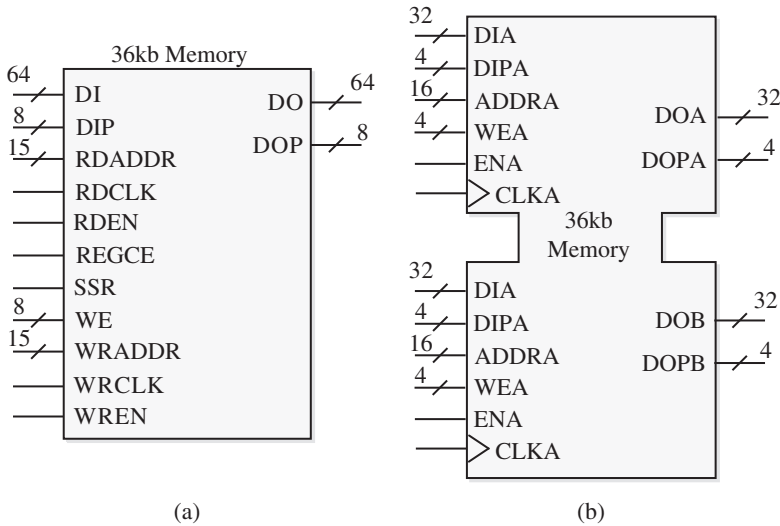 36kb Memory
64
DI
8
DIP
15
RDADDR
RDCLK
RDEN
REGCE
SSR
8
WE
15
WRADDR
WRCLK
WREN
DO
64
DOP
8
(a)
32
DIA
4
DIPA
16
ADDRA
4
WEA
ENA
CLKA
DOA
32
DOPA
4
36kb
Memory
32
DIA
4
DIPA
16
ADDRA
4
WEA
ENA
CLKA
DOB
32
DOPB
4
(b)